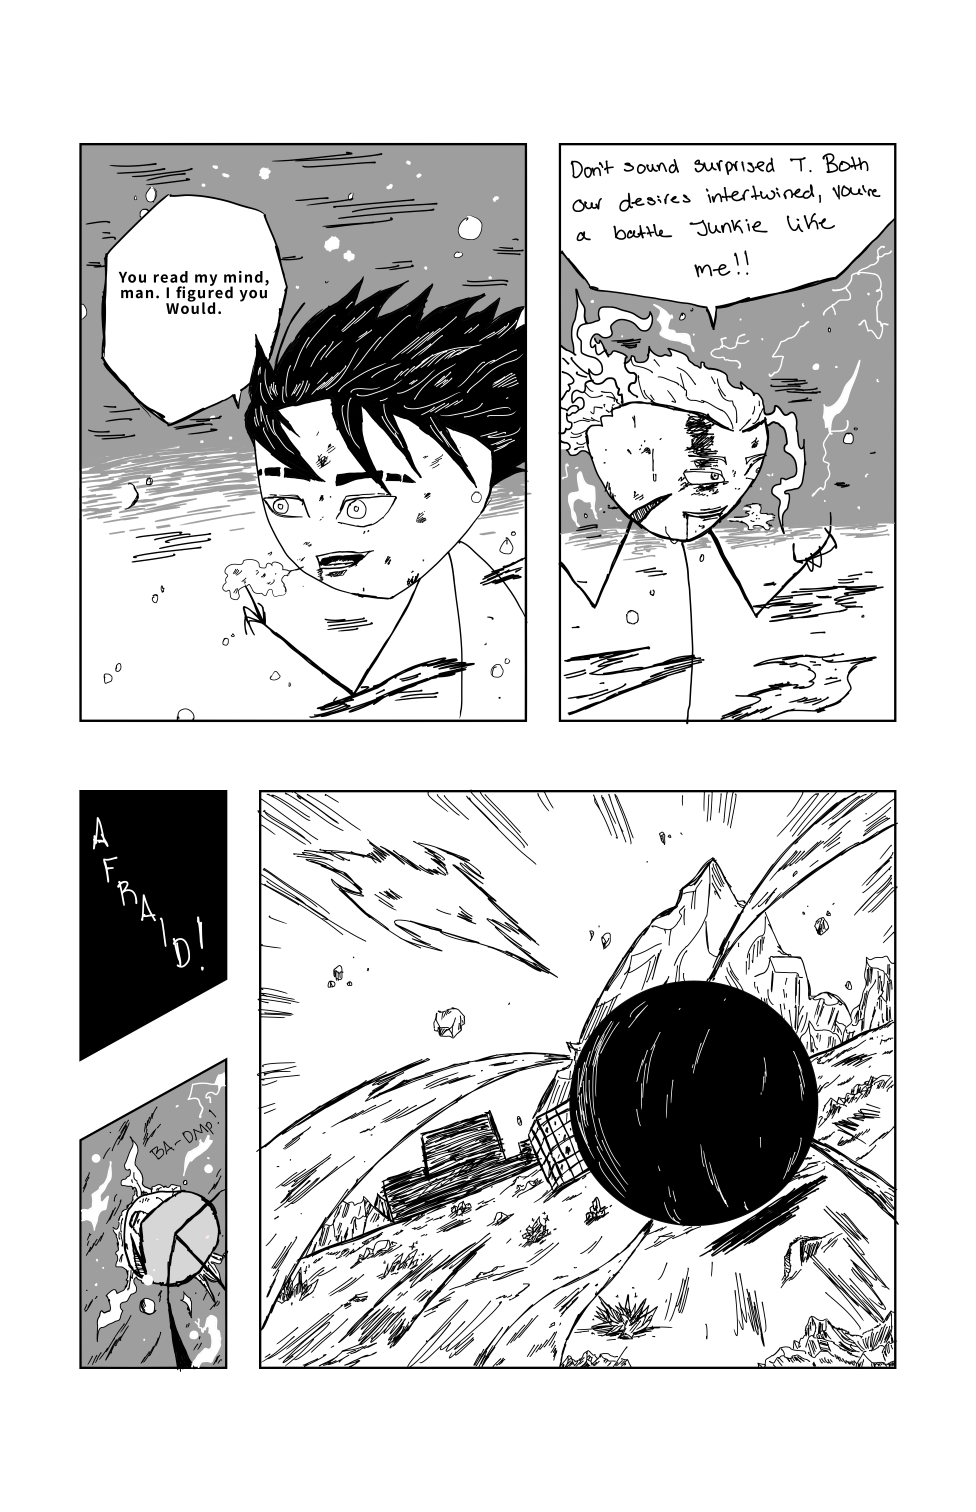 You read my mind,
man. I figured you
Would.
Don't sound surprised T. Both
our desires intertwined, you're
a battle Junkie like
me!!
AFRAID!
BA-DMP!